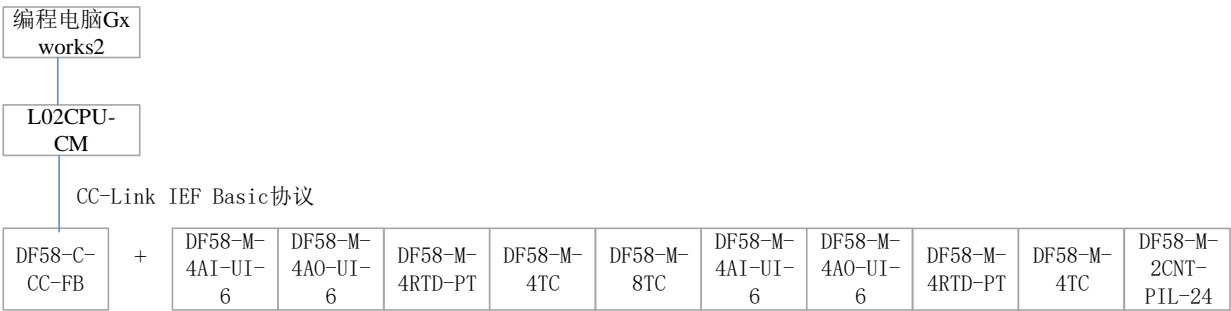 编程电脑Gx
works2
L02CPU-
CM
CC-Link IEF Basic协议
DF58-C-
CC-FB
+
DF58-M-
4AI-UI-
6
DF58-M-
4AO-UI-
6
DF58-M-
4RTD-PT
DF58-M-
4TC
DF58-M-
8TC
DF58-M-
4AI-UI-
6
DF58-M-
4AO-UI-
6
DF58-M-
4RTD-PT
DF58-M-
4TC
DF58-M-
2CNT-
PIL-24